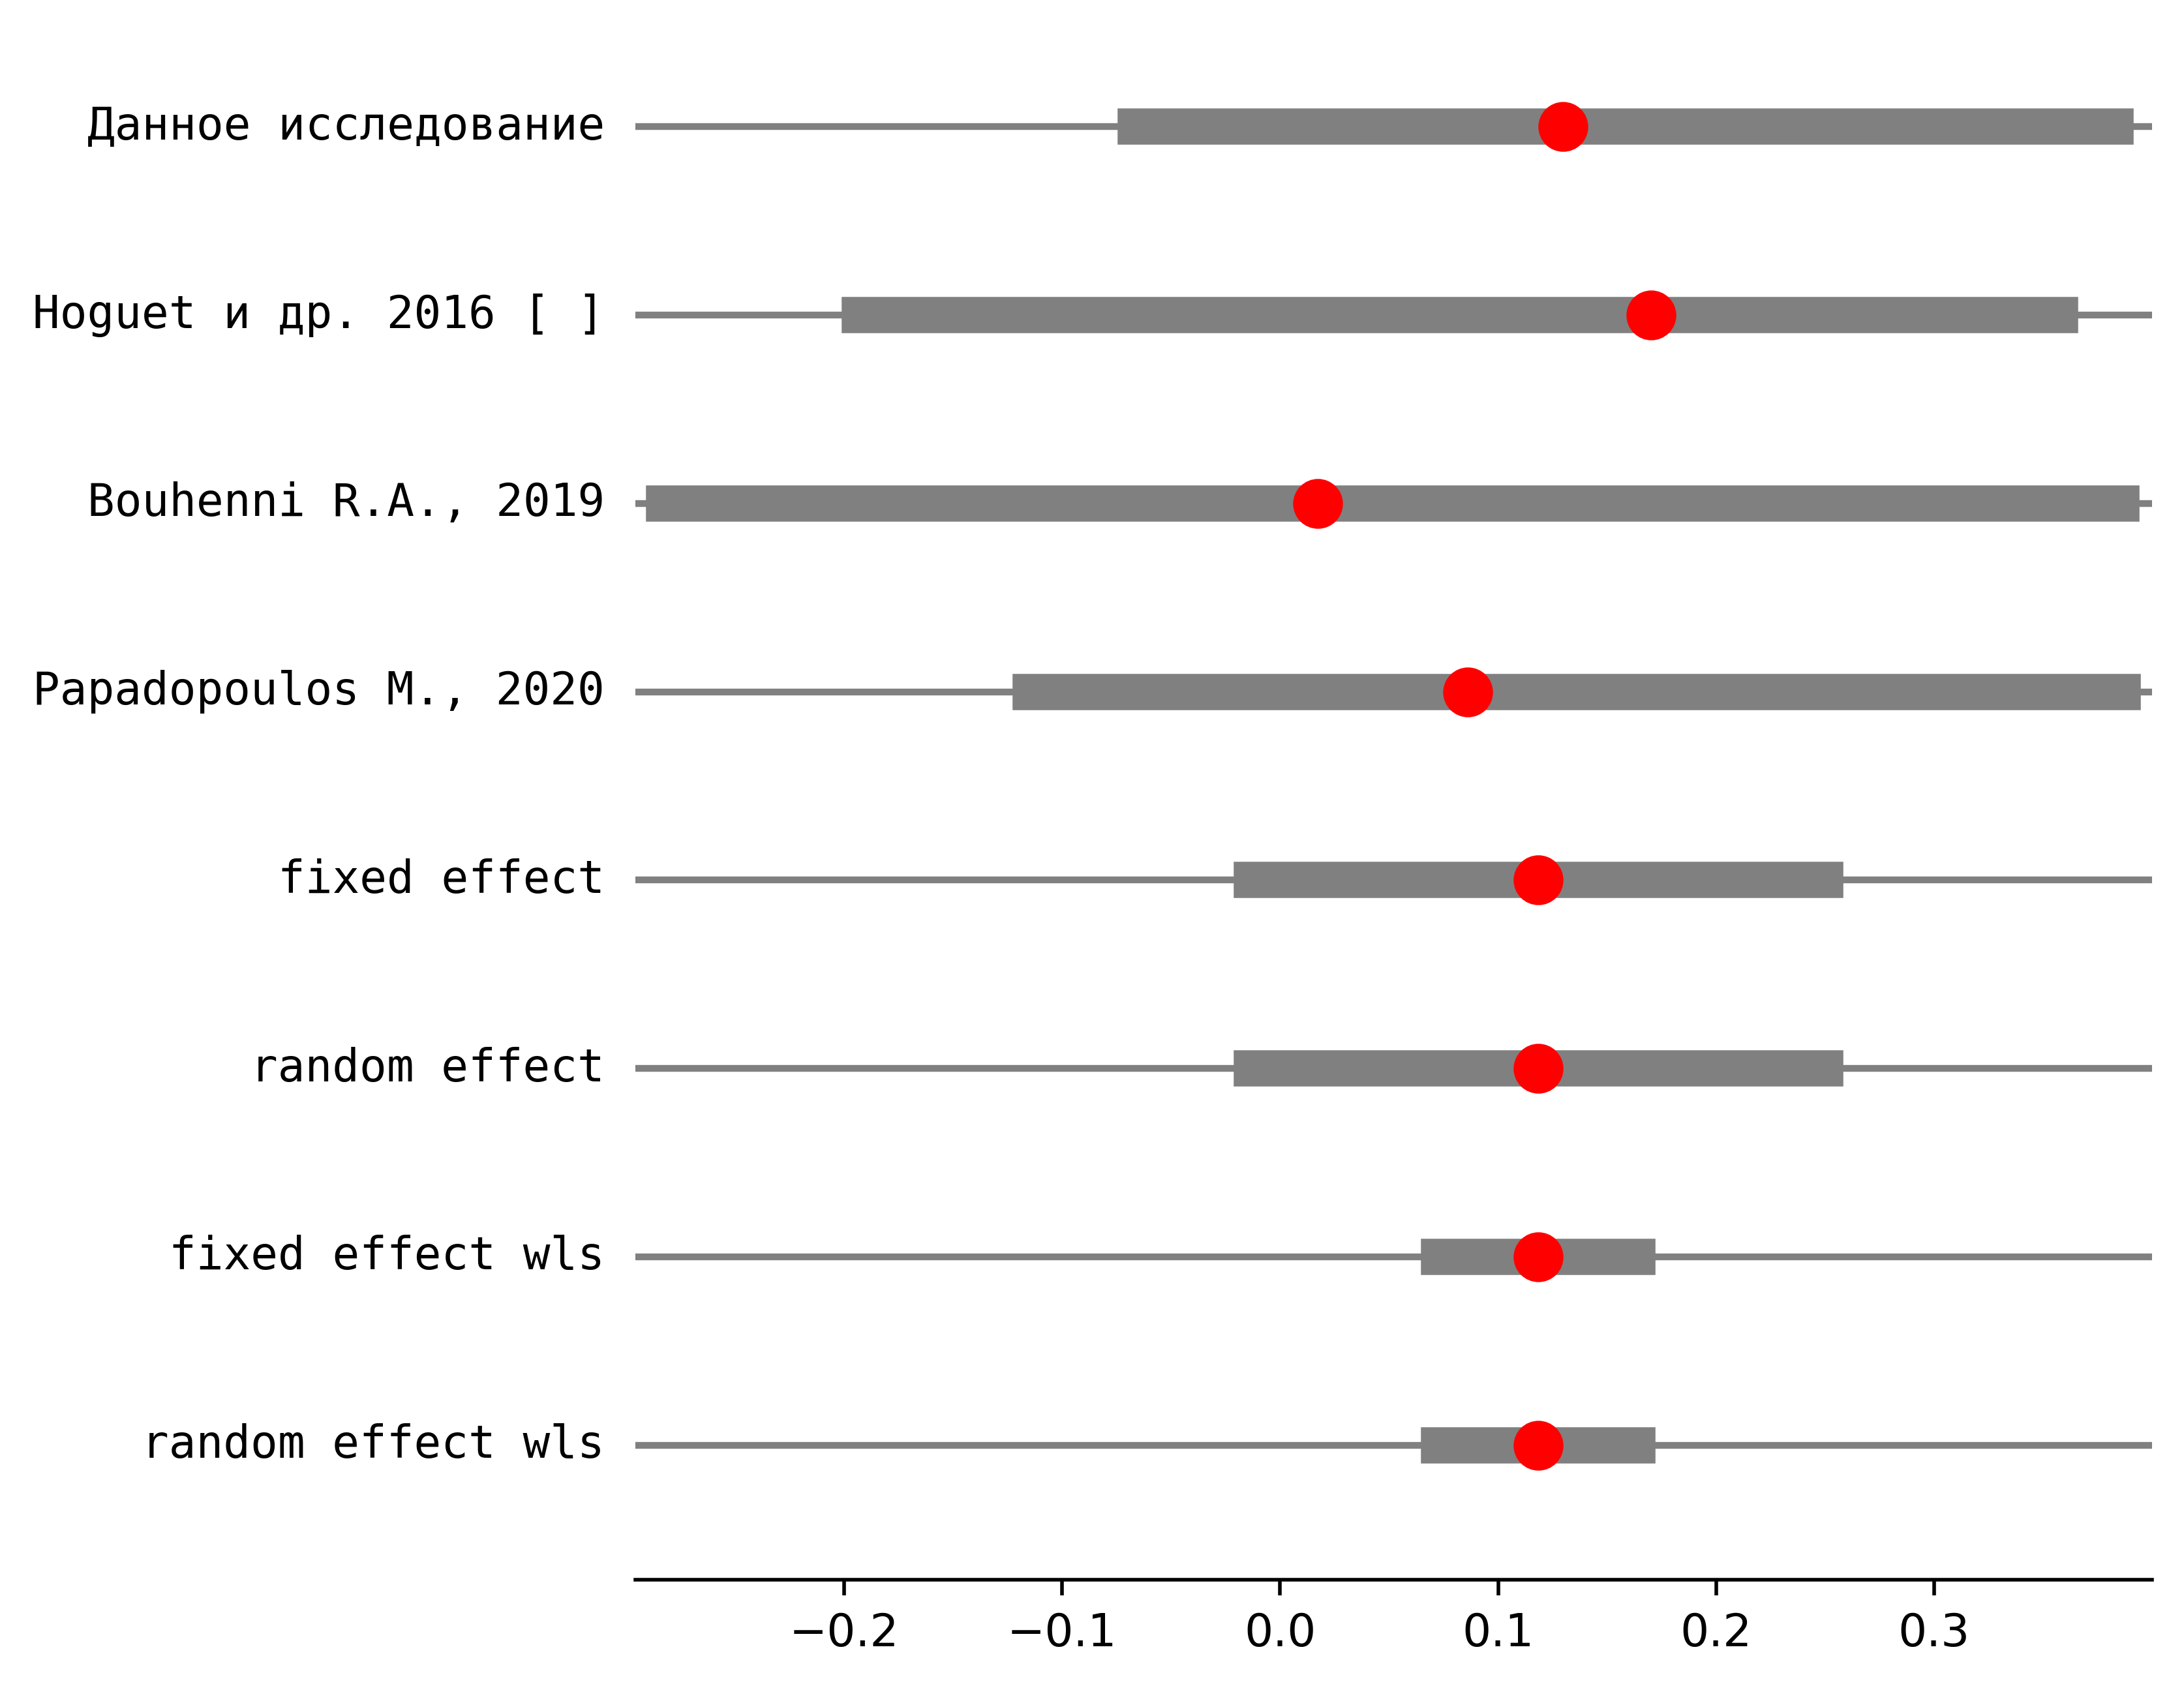 Данное исследование
Hoguet и др. 2016 [ ]
Bouhenni R.A., 2019
Papadopoulos M., 2020
fixed effect
random effect
fixed effect wls
random effect wls
−0.2 −0.1 0.0 0.1 0.2 0.3